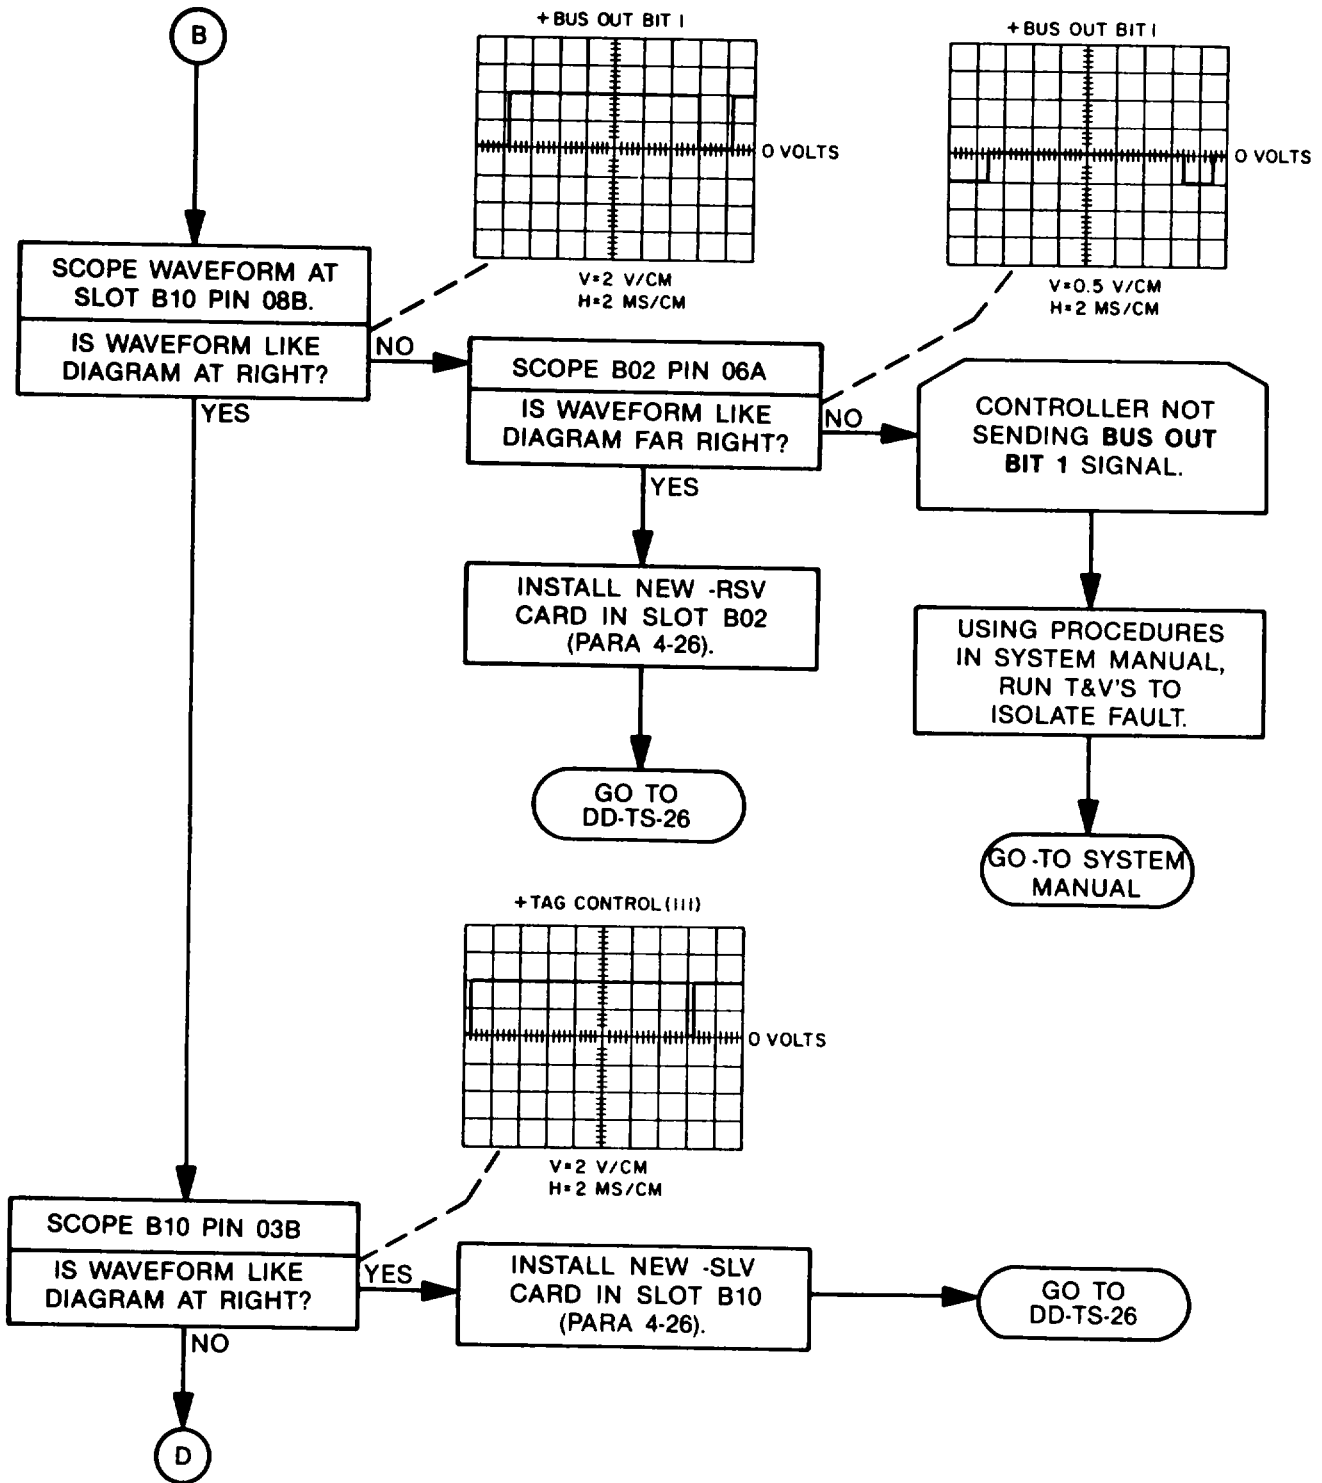 B
+ BUS OUT BIT 1
0 VOLTS
V=2 V/CM
H=2 MS/CM
+ BUS OUT BIT 1
0 VOLTS
V=0.5 V/CM
H=2 MS/CM
SCOPE WAVEFORM AT
SLOT B10 PIN 08B.
IS WAVEFORM LIKE
DIAGRAM AT RIGHT?
NO
YES
SCOPE B02 PIN 06A
IS WAVEFORM LIKE
DIAGRAM FAR RIGHT?
NO
YES
CONTROLLER NOT
SENDING BUS OUT
BIT 1 SIGNAL.
INSTALL NEW -RSV
CARD IN SLOT B02
(PARA 4-26).
USING PROCEDURES
IN SYSTEM MANUAL,
RUN T&V'S TO
ISOLATE FAULT.
GO TO
DD-TS-26
GO -TO SYSTEM
MANUAL
+ TAG CONTROL (111)
0 VOLTS
V=2 V/CM
H=2 MS/CM
SCOPE B10 PIN 03B
IS WAVEFORM LIKE
DIAGRAM AT RIGHT?
YES
NO
INSTALL NEW -SLV
CARD IN SLOT B10
(PARA 4-26).
GO TO
DD-TS-26
D